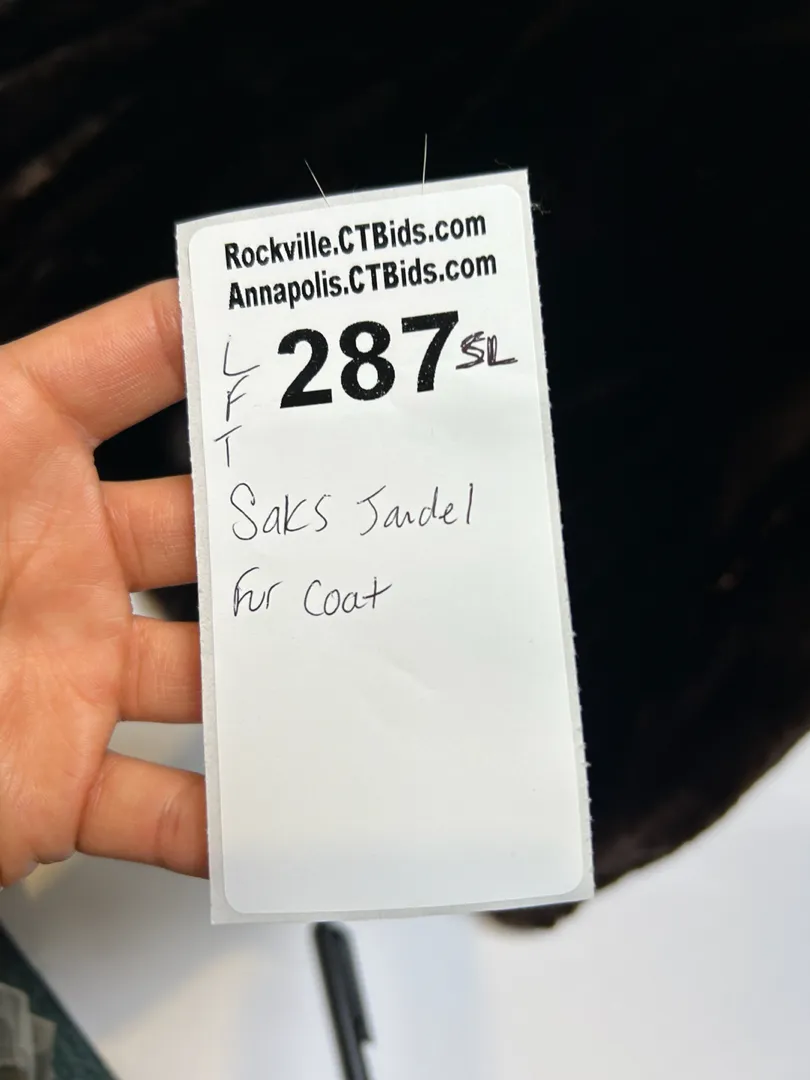 Rockville.CTBids.com
Annapolis.CTBids.com
L
F
T
287 SL
Saks Jandel
Fur Coat